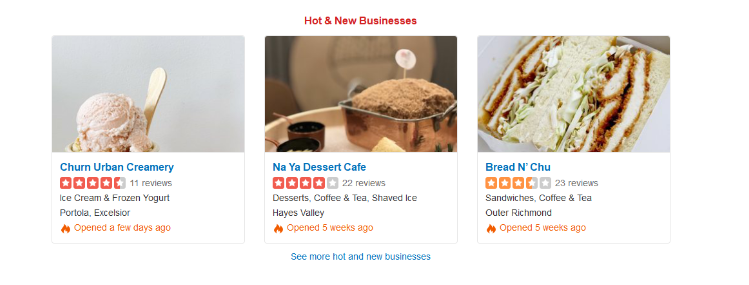 Hot & New Businesses
Churn Urban Creamery
11 reviews
Ice Cream & Frozen Yogurt
Portola, Excelsior
Opened a few days ago
Na Ya Dessert Cafe
22 reviews
Desserts, Coffee & Tea, Shaved Ice
Hayes Valley
Opened 5 weeks ago
Bread N' Chu
23 reviews
Sandwiches, Coffee & Tea
Outer Richmond
Opened 5 weeks ago
See more hot and new businesses